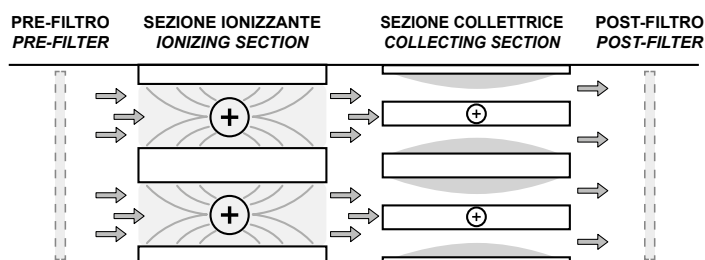 PRE-FILTRO
PRE-FILTER
SEZIONE IONIZZANTE
IONIZING SECTION
SEZIONE COLLETTRICE
COLLECTING SECTION
POST-FILTRO
POST-FILTER
+
+
+
+